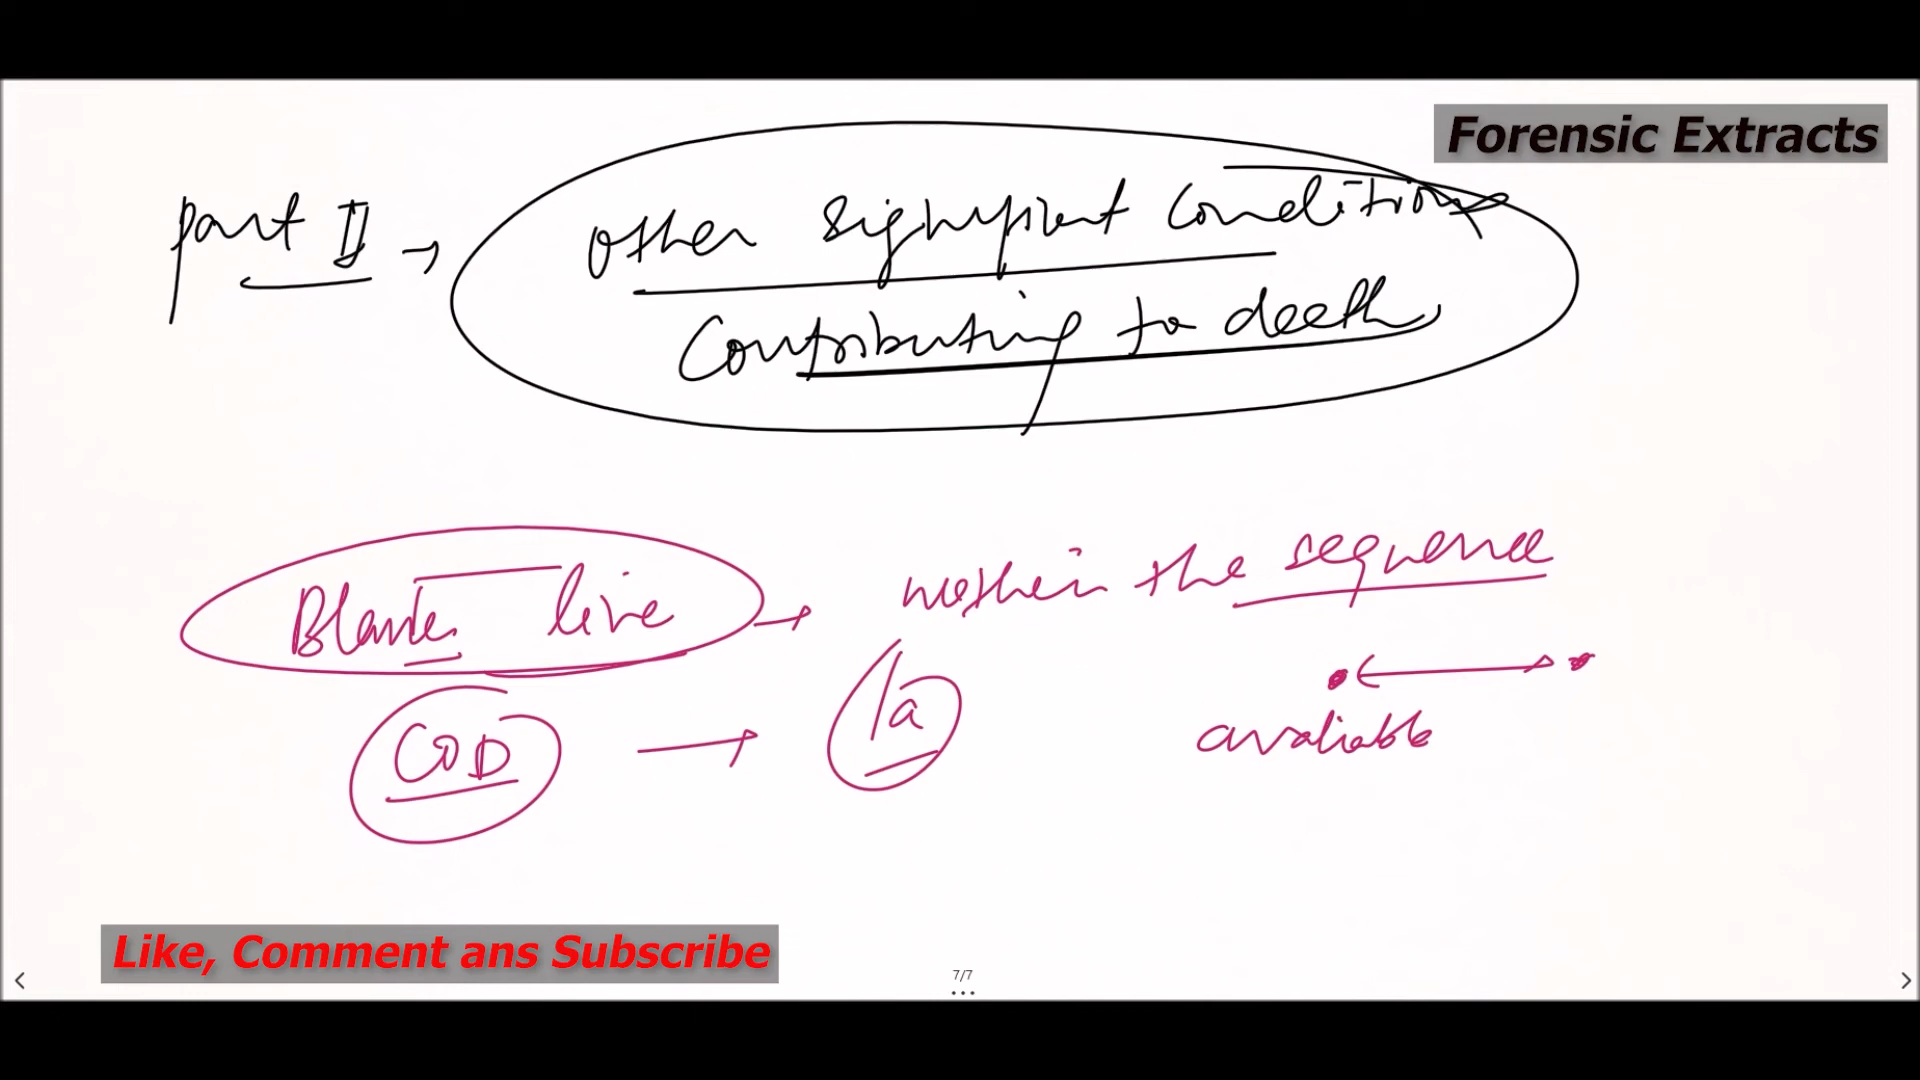 Forensic Extracts
Part II → Other significant conditions
contributing to death
Blank line → within the sequence
COD → 1a
available
Like, Comment ans Subscribe
7/7